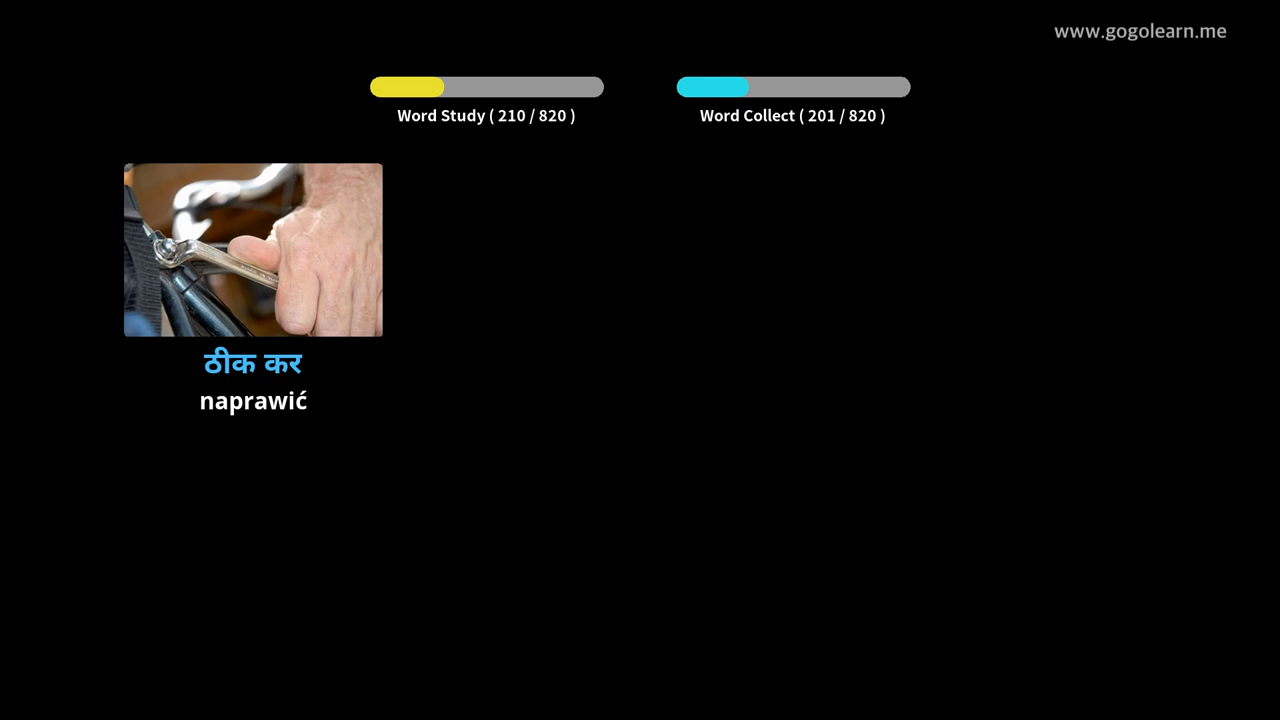 www.gogolearn.me
Word Study ( 210 / 820 )
Word Collect ( 201 / 820 )
ठीक कर
naprawić